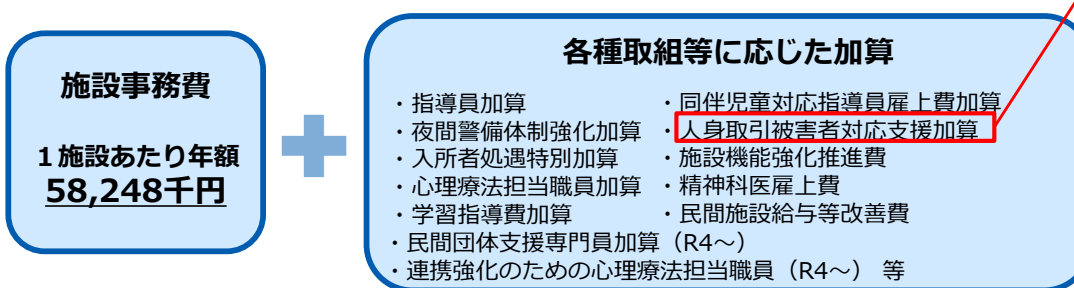 施設事務費
１施設あたり年額
58,248千円
各種取組等に応じた加算
・指導員加算
・夜間警備体制強化加算
・入所者処遇特別加算
・心理療法担当職員加算
・学習指導費加算
・同伴児童対応指導員雇上費加算
・人身取引被害者対応支援加算
・施設機能強化推進費
・精神科医雇上費
・民間施設給与等改善費
・民間団体支援専門員加算（R4～）
・連携強化のための心理療法担当職員（R4～） 等